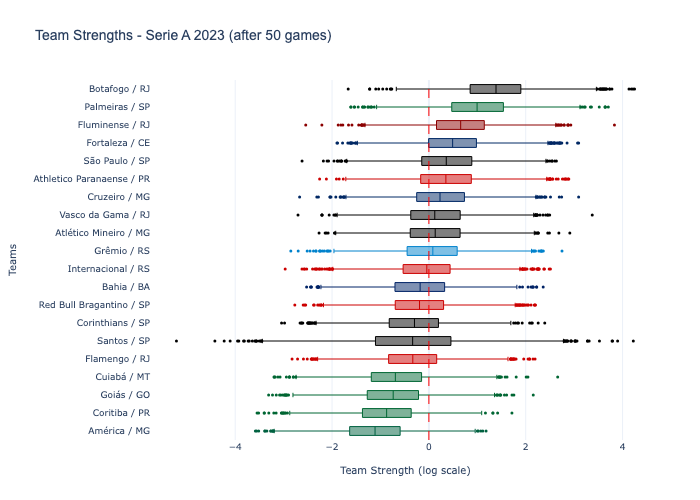 Team Strengths - Serie A 2023 (after 50 games)
Botafogo / RJ
Palmeiras / SP
Fluminense / RJ
Fortaleza / CE
São Paulo / SP
Athletico Paranaense / PR
Cruzeiro / MG
Vasco da Gama / RJ
Atlético Mineiro / MG
Grêmio / RS
Internacional / RS
Bahia / BA
Red Bull Bragantino / SP
Corinthians / SP
Santos / SP
Flamengo / RJ
Cuiabá / MT
Goiás / GO
Coritiba / PR
América / MG
Teams
−4 −2 0 2 4
Team Strength (log scale)